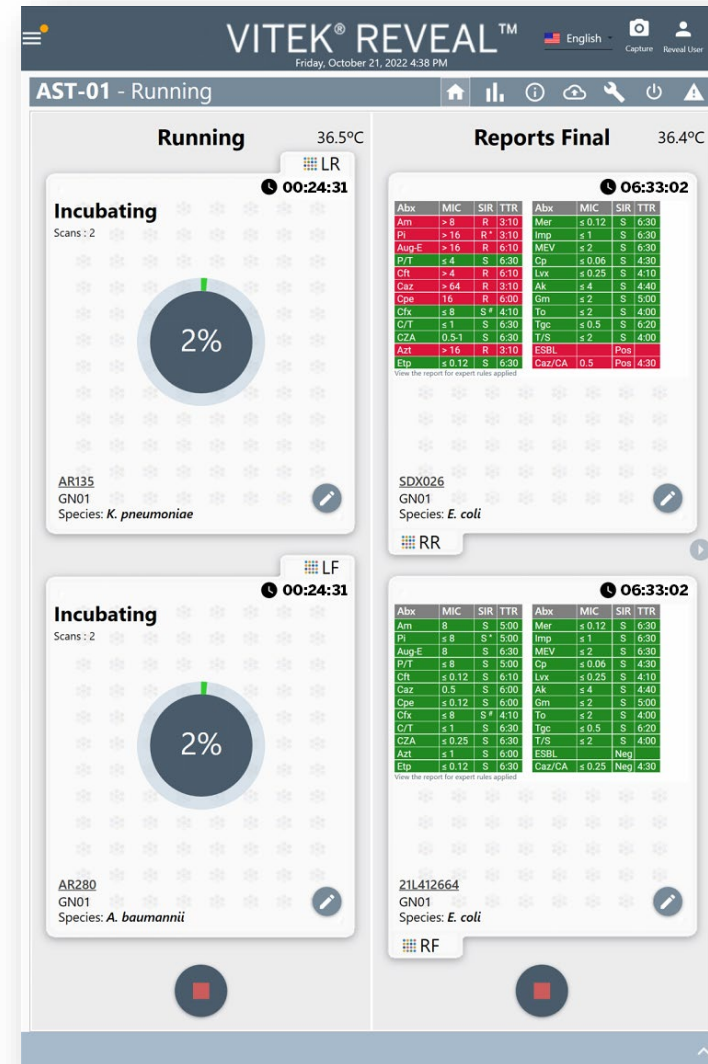 VITEK® REVEAL™
Friday, October 21, 2022 4:38 PM
English
Capture
Reveal User
AST-01 - Running
Running 36.5ºC
LR
00:24:31
Incubating
Scans : 2
2%
AR135
GN01
Species: K. pneumoniae
LF
00:24:31
Incubating
Scans : 2
2%
AR280
GN01
Species: A. baumannii
Reports Final 36.4ºC
06:33:02
Abx MIC SIR TTR Abx MIC SIR TTR
Am > 8 R 3:10 Mer ≤ 0.12 S 6:30
Pi > 16 R * 3:10 Imp ≤ 1 S 6:30
Aug-E > 16 R 6:10 MEV ≤ 2 S 6:30
P/T ≤ 4 S 6:30 Cp ≤ 0.06 S 4:30
Cft > 4 R 6:10 Lvx ≤ 0.25 S 4:10
Caz > 64 R 3:10 Ak ≤ 4 S 4:40
Cpe 16 R 6:00 Gm ≤ 2 S 5:00
Cfx ≤ 8 S # 4:10 To ≤ 2 S 4:00
C/T ≤ 1 S 6:30 Tgc ≤ 0.5 S 6:20
CZA 0.5-1 S 6:30 T/S ≤ 2 S 4:00
Azt > 16 R 3:10 ESBL Pos
Etp ≤ 0.12 S 6:30 Caz/CA 0.5 Pos 4:30
View the report for expert rules applied
SDX026
GN01
Species: E. coli
RR
06:33:02
Abx MIC SIR TTR Abx MIC SIR TTR
Am 8 S 5:00 Mer ≤ 0.12 S 6:30
Pi ≤ 8 S * 5:00 Imp ≤ 1 S 6:30
Aug-E 8 S 6:30 MEV ≤ 2 S 6:30
P/T ≤ 8 S 5:00 Cp ≤ 0.06 S 4:30
Cft ≤ 0.12 S 6:10 Lvx ≤ 0.25 S 4:10
Caz 0.5 S 6:00 Ak ≤ 4 S 4:40
Cpe ≤ 0.12 S 6:00 Gm ≤ 2 S 5:00
Cfx ≤ 8 S # 4:10 To ≤ 2 S 4:00
C/T ≤ 1 S 6:30 Tgc ≤ 0.5 S 6:20
CZA ≤ 0.25 S 6:30 T/S ≤ 2 S 4:00
Azt ≤ 1 S 6:00 ESBL Neg
Etp ≤ 0.12 S 6:30 Caz/CA ≤ 0.25 Neg 4:30
View the report for expert rules applied
21L412664
GN01
Species: E. coli
RF